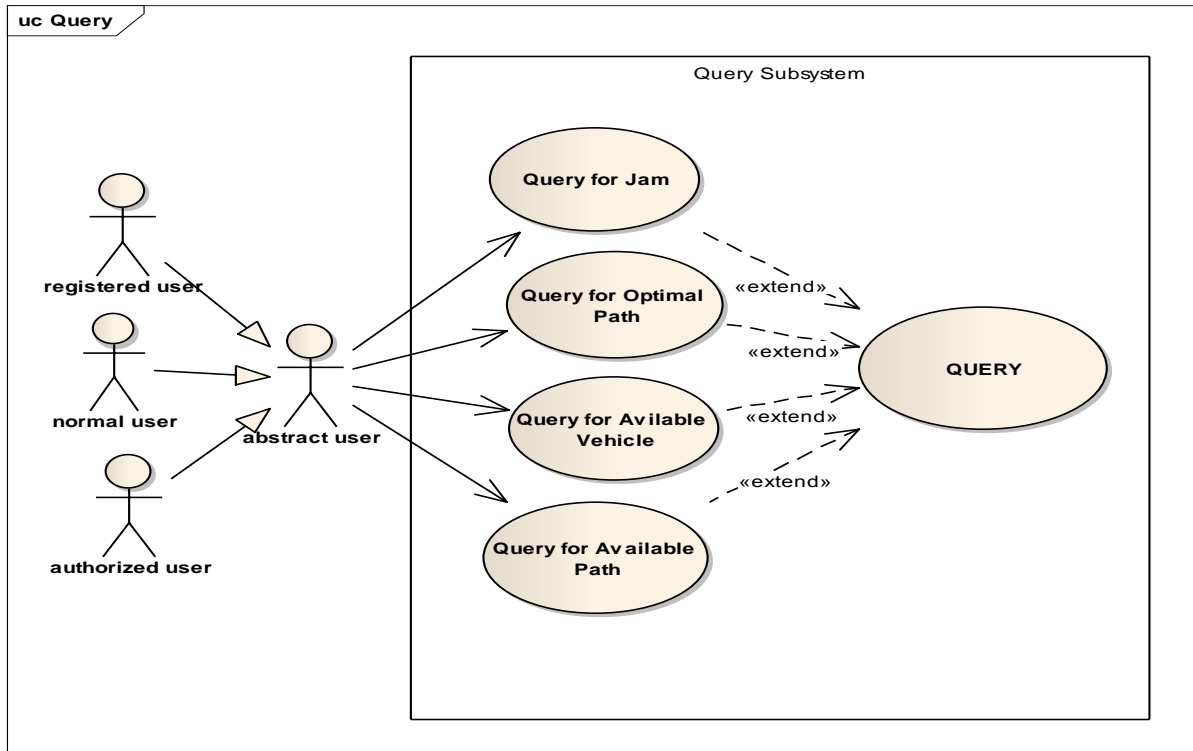 uc Query
Query Subsystem
Query for Jam
registered user
«extend»
Query for Optimal
Path
«extend»
QUERY
normal user
abstract user
Query for Avilable
Vehicle
«extend»
«extend»
authorized user
Query for Available
Path